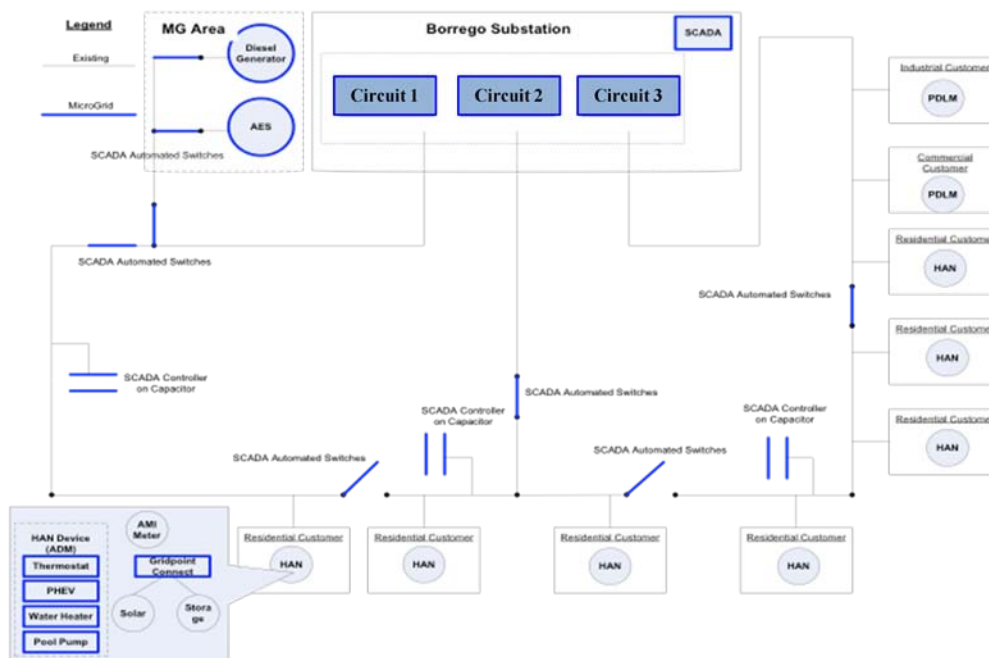 Legend
Existing
MicroGrid
MG Area
Diesel
Generator
AES
SCADA Automated Switches
Borrego Substation
SCADA
Circuit 1
Circuit 2
Circuit 3
Industrial Customer
PDLM
Commercial
Customer
PDLM
Residential Customer
HAN
Residential Customer
HAN
Residential Customer
HAN
SCADA Automated Switches
SCADA Automated Switches
SCADA Controller
on Capacitor
SCADA Automated Switches
SCADA Controller
on Capacitor
SCADA Controller
on Capacitor
SCADA Automated Switches
SCADA Automated Switches
Residential Customer
HAN
Residential Customer
HAN
Residential Customer
HAN
Residential Customer
HAN
HAN Device
(ADM)
Thermostat
PHEV
Water Heater
Pool Pump
AMI
Meter
Gridpoint
Connect
Solar
Stora
ge